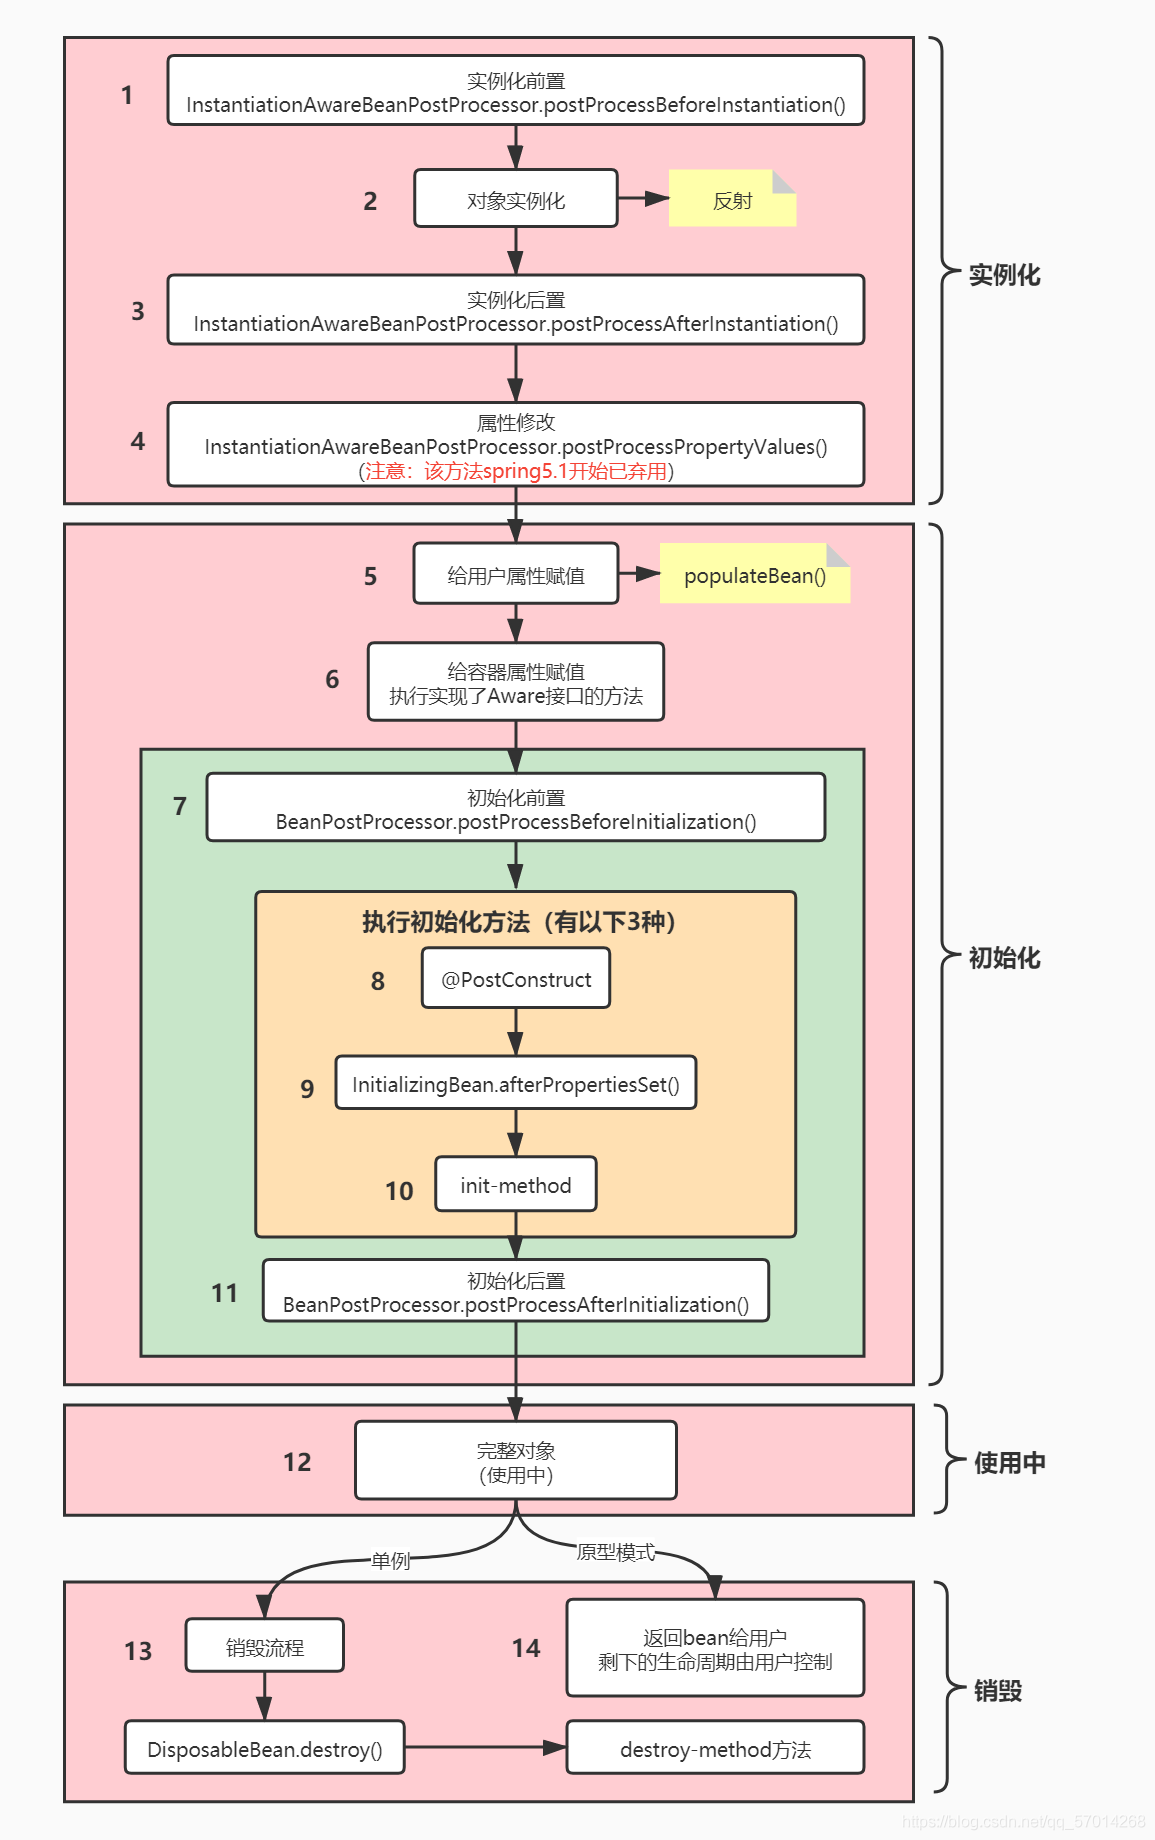 1
实例化前置
InstantiationAwareBeanPostProcessor.postProcessBeforeInstantiation()
2
对象实例化
反射
实例化
3
实例化后置
InstantiationAwareBeanPostProcessor.postProcessAfterInstantiation()
4
属性修改
InstantiationAwareBeanPostProcessor.postProcessPropertyValues()
（注意：该方法spring5.1开始已弃用）
5
给用户属性赋值
populateBean()
6
给容器属性赋值
执行实现了Aware接口的方法
7
初始化前置
BeanPostProcessor.postProcessBeforeInitialization()
执行初始化方法（有以下3种）
初始化
8
@PostConstruct
9
InitializingBean.afterPropertiesSet()
10
init-method
11
初始化后置
BeanPostProcessor.postProcessAfterInitialization()
12
完整对象
（使用中）
使用中
单例
原型模式
13
销毁流程
14
返回bean给用户
剩下的生命周期由用户控制
销毁
DisposableBean.destroy()
destroy-method方法
https://blog.csdn.net/qq_57014268